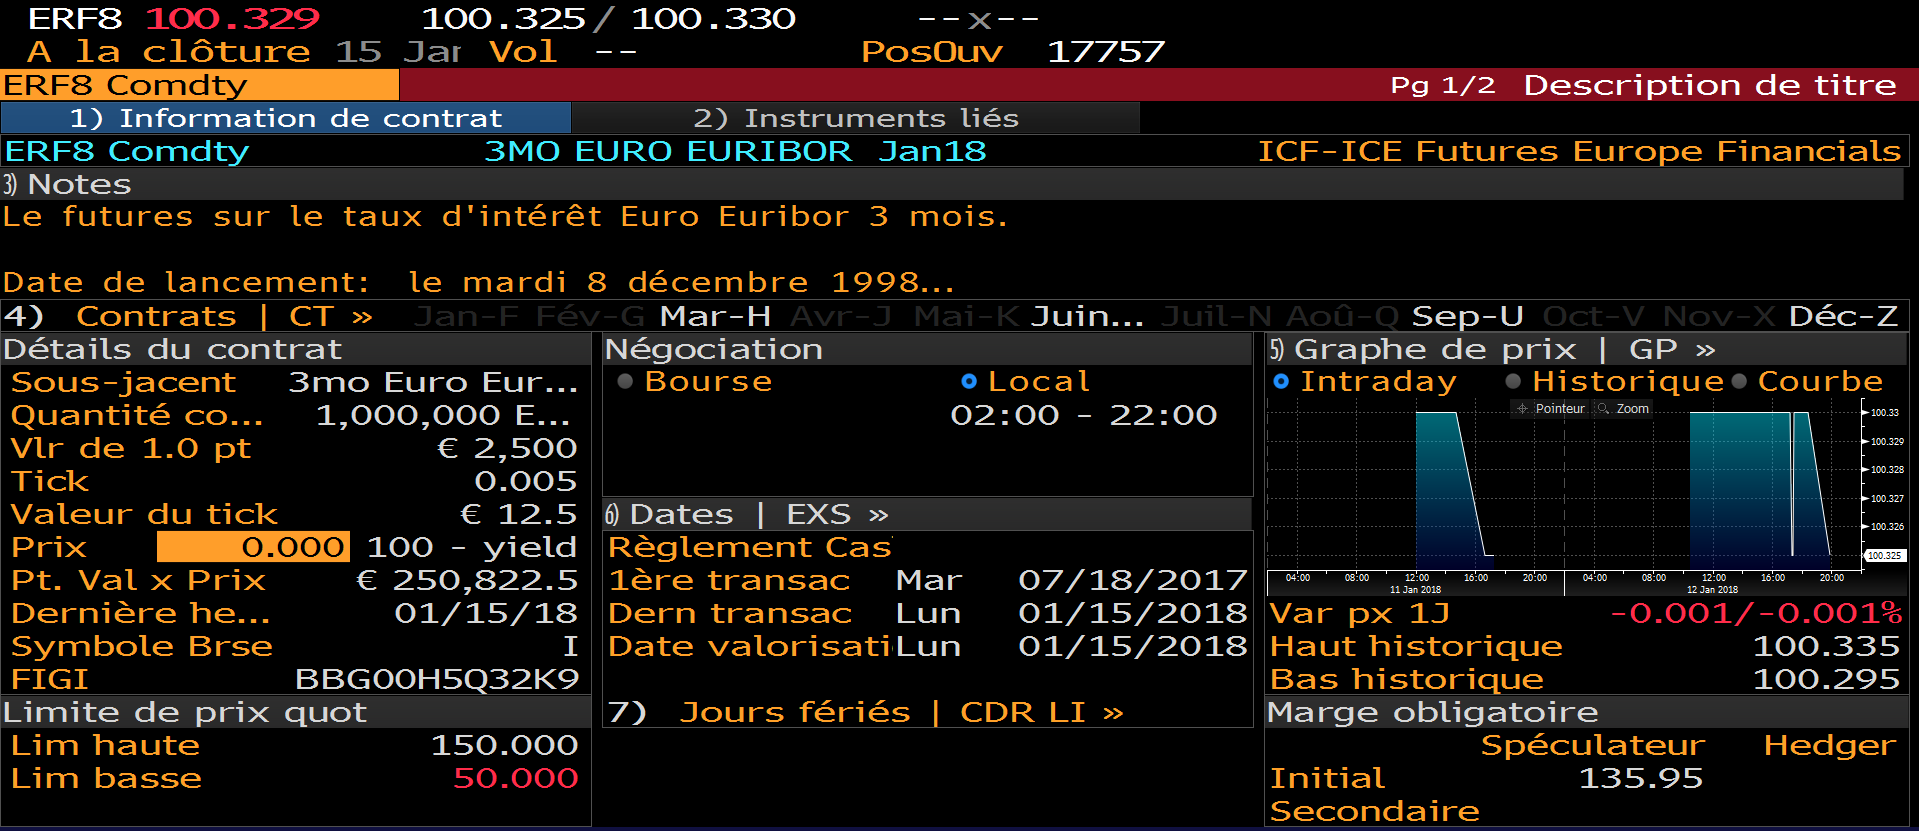 ERF8 100.329 100.325/ 100.330 --x--
A la clôture 15 Jan Vol -- PosOuv 17757
ERF8 Comdty Pg 1/2 Description de titre
1) Information de contrat 2) Instruments liés
ERF8 Comdty 3MO EURO EURIBOR Jan18 ICF-ICE Futures Europe Financials
3) Notes
Le futures sur le taux d'intérêt Euro Euribor 3 mois.
Date de lancement: le mardi 8 décembre 1998...
4) Contrats | CT » Jan-F Fév-G Mar-H Avr-J Mai-K Juin... Juil-N Aoû-Q Sep-U Oct-V Nov-X Déc-Z
Détails du contrat
Sous-jacent 3mo Euro Eur...
Quantité co... 1,000,000 E...
Vlr de 1.0 pt € 2,500
Tick 0.005
Valeur du tick € 12.5
Prix 0.000 100 - yield
Pt. Val x Prix € 250,822.5
Dernière he... 01/15/18
Symbole Brse I
FIGI BBG00H5Q32K9
Limite de prix quot
Lim haute 150.000
Lim basse 50.000
Négociation
Bourse Local
02:00 - 22:00
6) Dates | EXS »
Règlement Cas
1ère transac Mar 07/18/2017
Dern transac Lun 01/15/2018
Date valorisati Lun 01/15/2018
7) Jours fériés | CDR LI »
5) Graphe de prix | GP »
Intraday Historique Courbe
Pointeur Zoom
100.33
100.329
100.328
100.327
100.326
100.325
04:00 08:00 12:00 16:00 20:00 04:00 08:00 12:00 16:00 20:00
11 Jan 2018 12 Jan 2018
Var px 1J -0.001/-0.001%
Haut historique 100.335
Bas historique 100.295
Marge obligatoire
Spéculateur Hedger
Initial 135.95
Secondaire